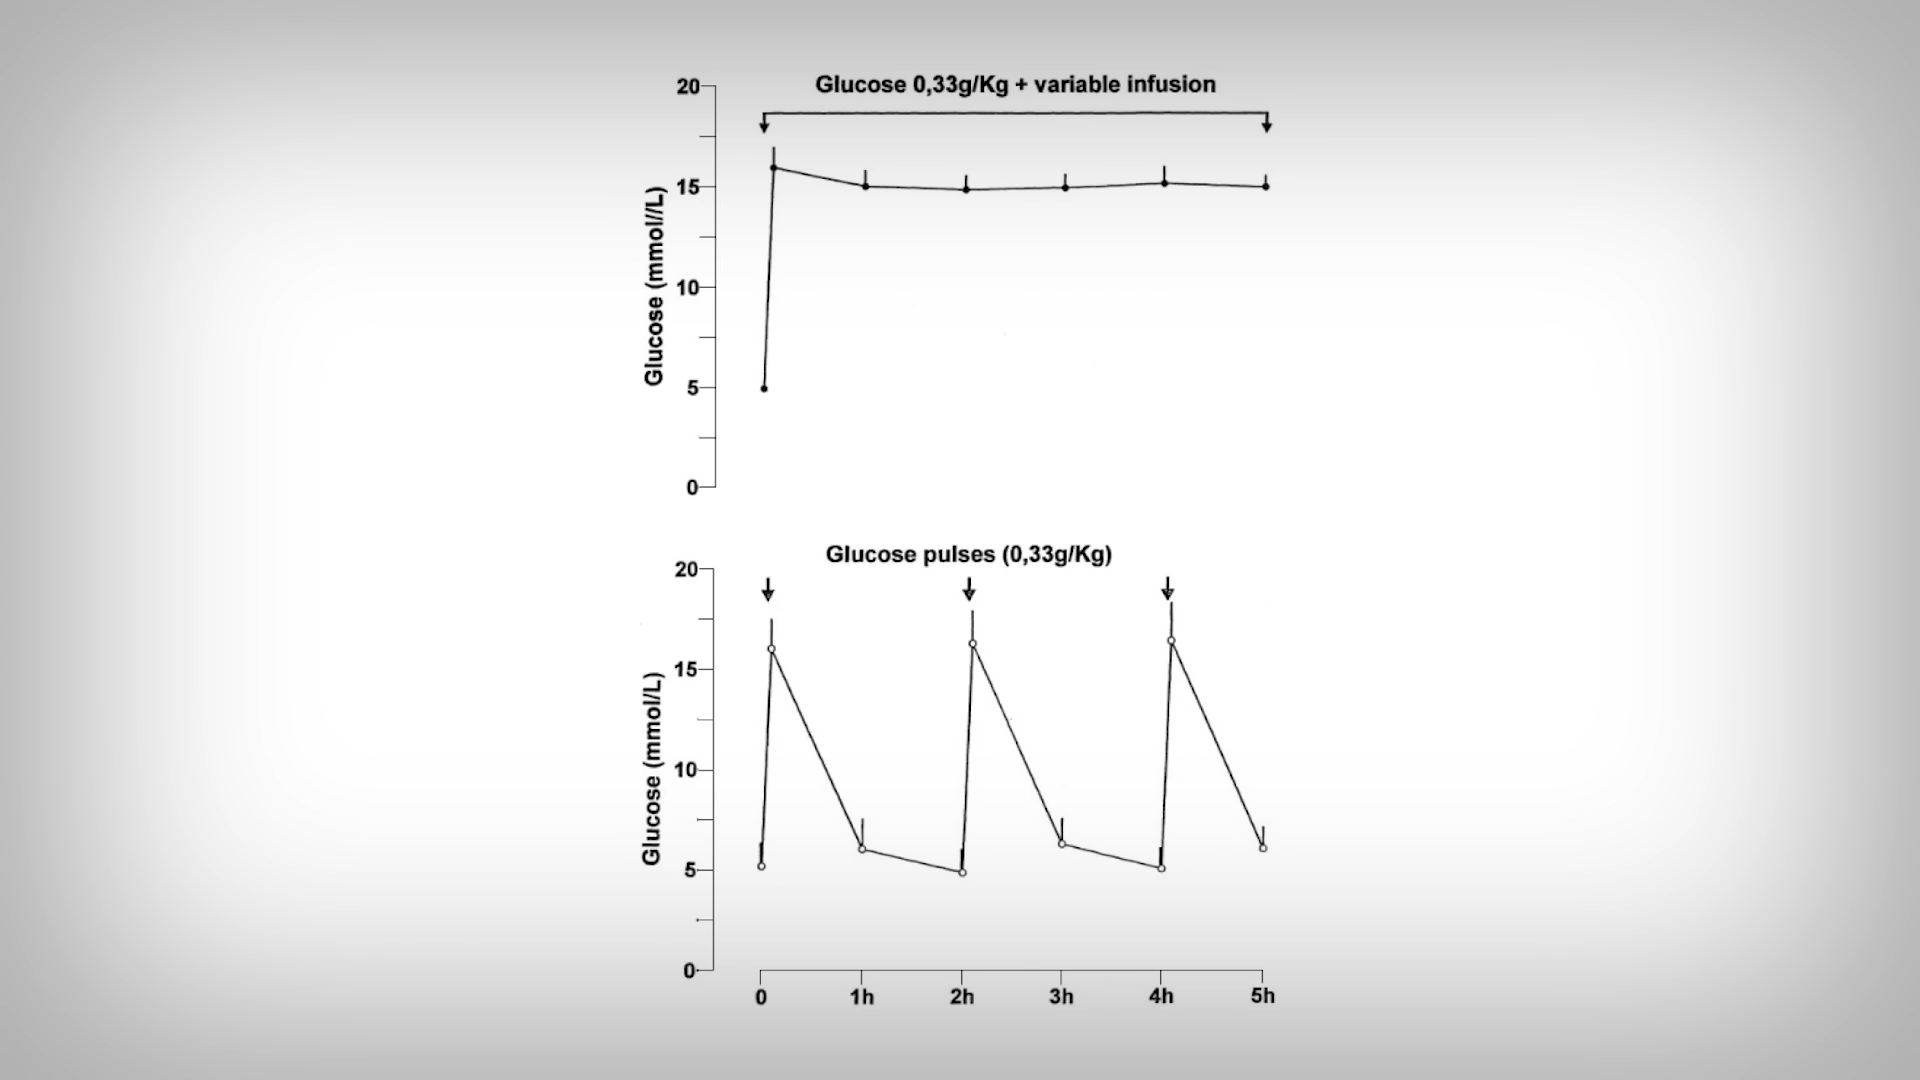 Glucose 0,33g/Kg + variable infusion
20
15
10
5
0
Glucose (mmol//L)
Glucose pulses (0,33g/Kg)
20
15
10
5
0
Glucose (mmol/L)
0 1h 2h 3h 4h 5h